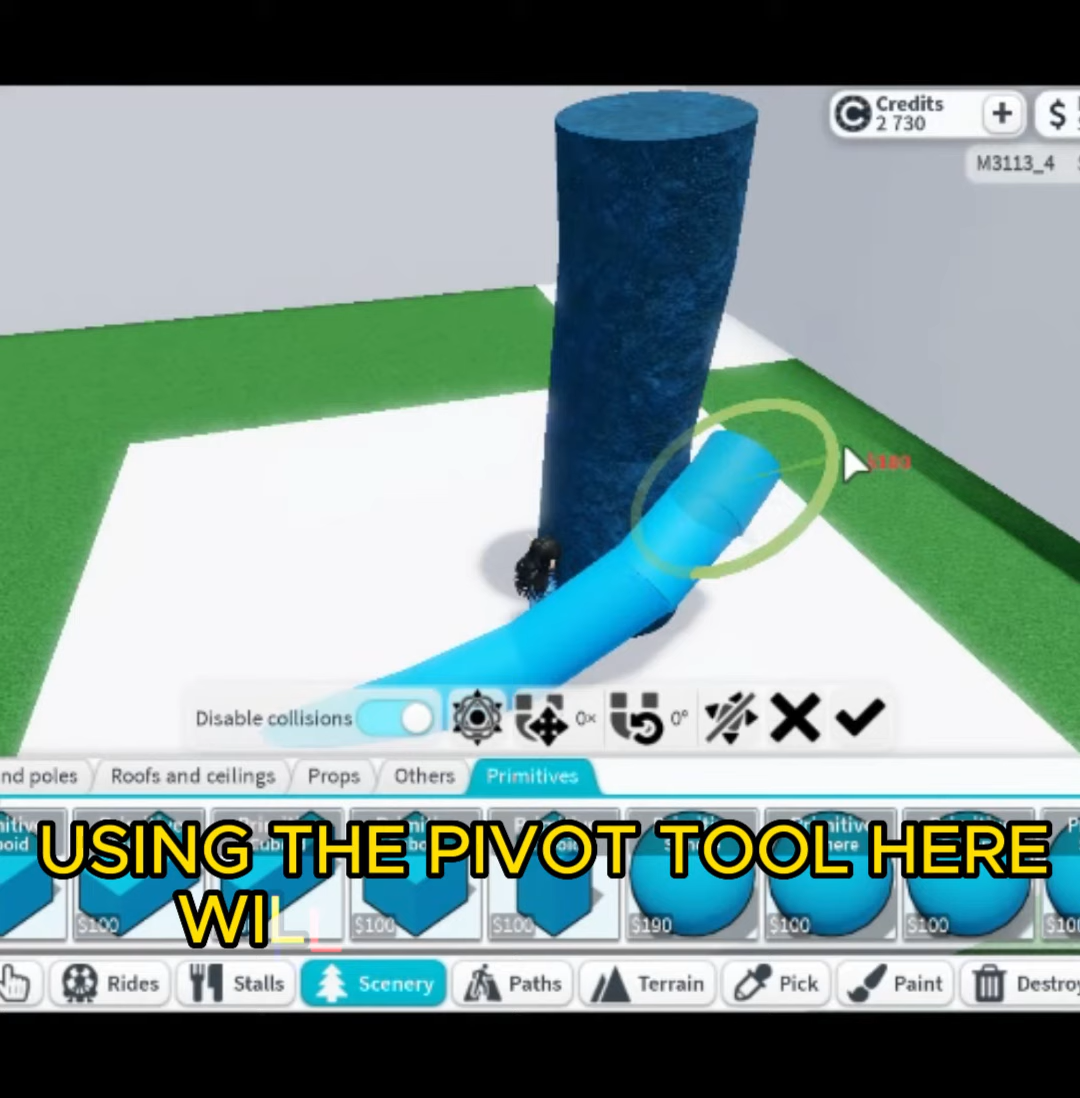 Credits
2 730
+
$
M3113_4
Disable collisions
0×
0°
nd poles
Roofs and ceilings
Props
Others
Primitives
USING THE PIVOT TOOL HERE
WILL
$100
$100
$100
$190
$100
$100
Rides
Stalls
Scenery
Paths
Terrain
Pick
Paint
Destroy